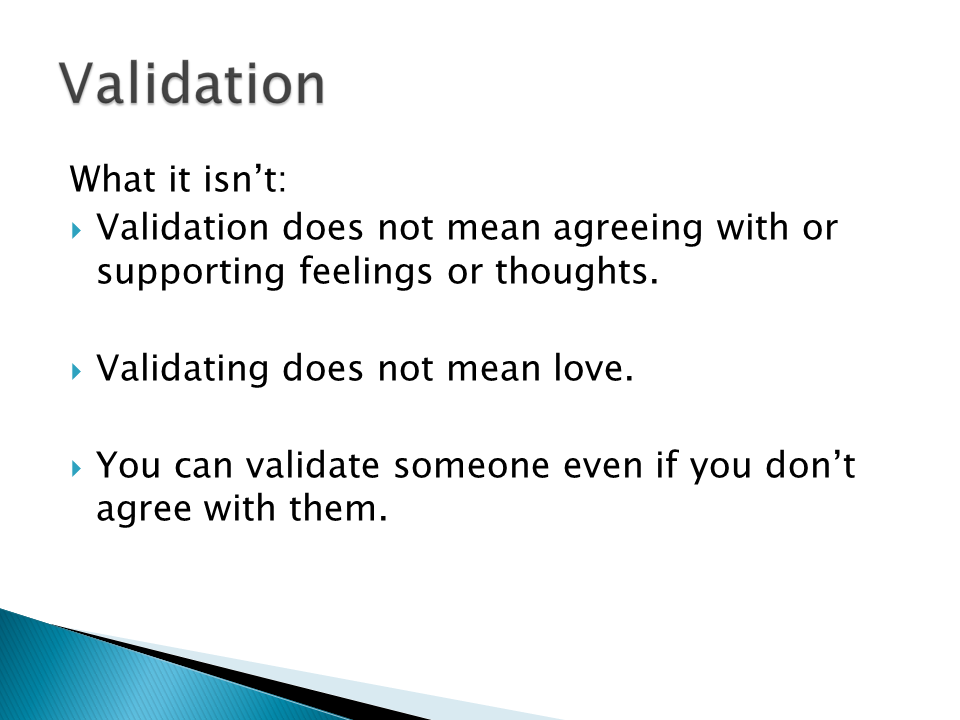 Validation
What it isn’t:
Validation does not mean agreeing with or
supporting feelings or thoughts.
Validating does not mean love.
You can validate someone even if you don’t
agree with them.